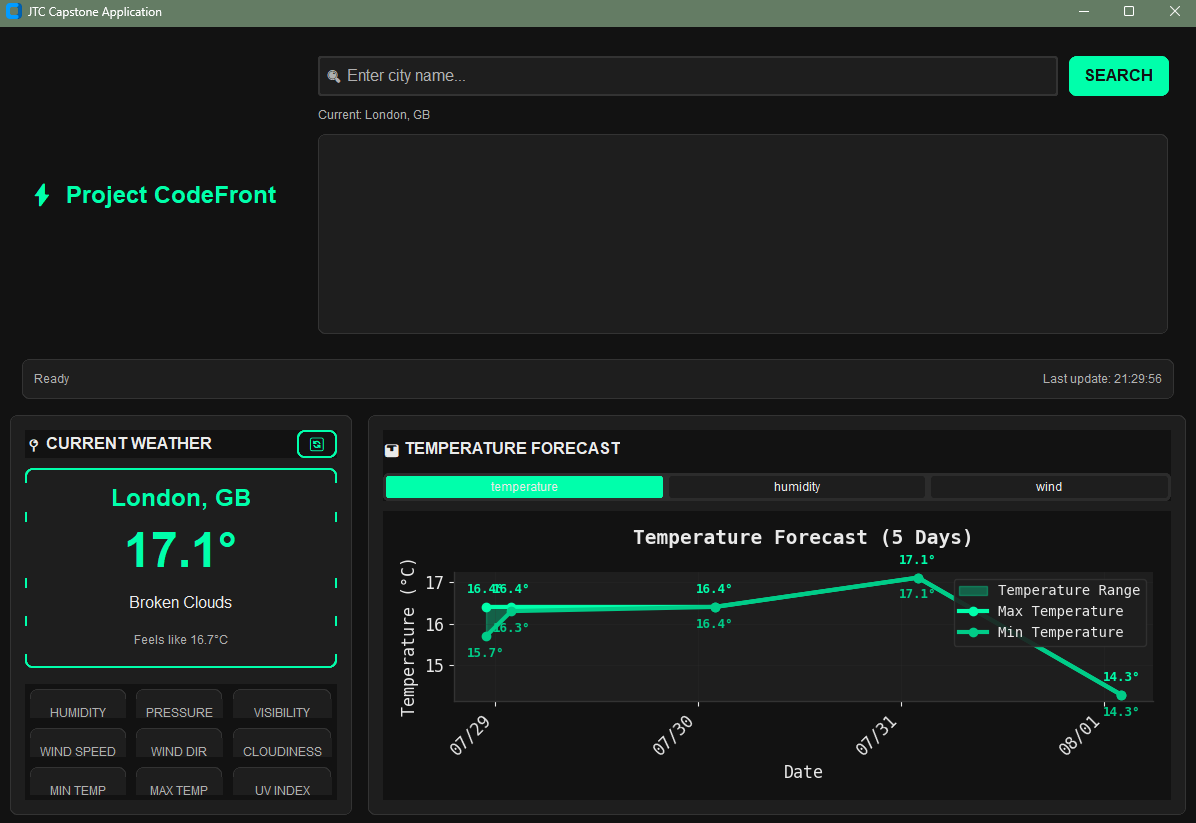 JTC Capstone Application
Enter city name...
SEARCH
Current: London, GB
Project CodeFront
Ready
Last update: 21:29:56
CURRENT WEATHER
London, GB
17.1°
Broken Clouds
Feels like 16.7°C
HUMIDITY
PRESSURE
VISIBILITY
WIND SPEED
WIND DIR
CLOUDINESS
MIN TEMP
MAX TEMP
UV INDEX
TEMPERATURE FORECAST
temperature
humidity
wind
Temperature Forecast (5 Days)
Temperature (°C)
17
16
15
16.4°
16.4°
16.4°
17.1°
14.3°
15.7°
16.3°
16.4°
17.1°
14.3°
Temperature Range
Max Temperature
Min Temperature
07/29
07/30
07/31
08/01
Date